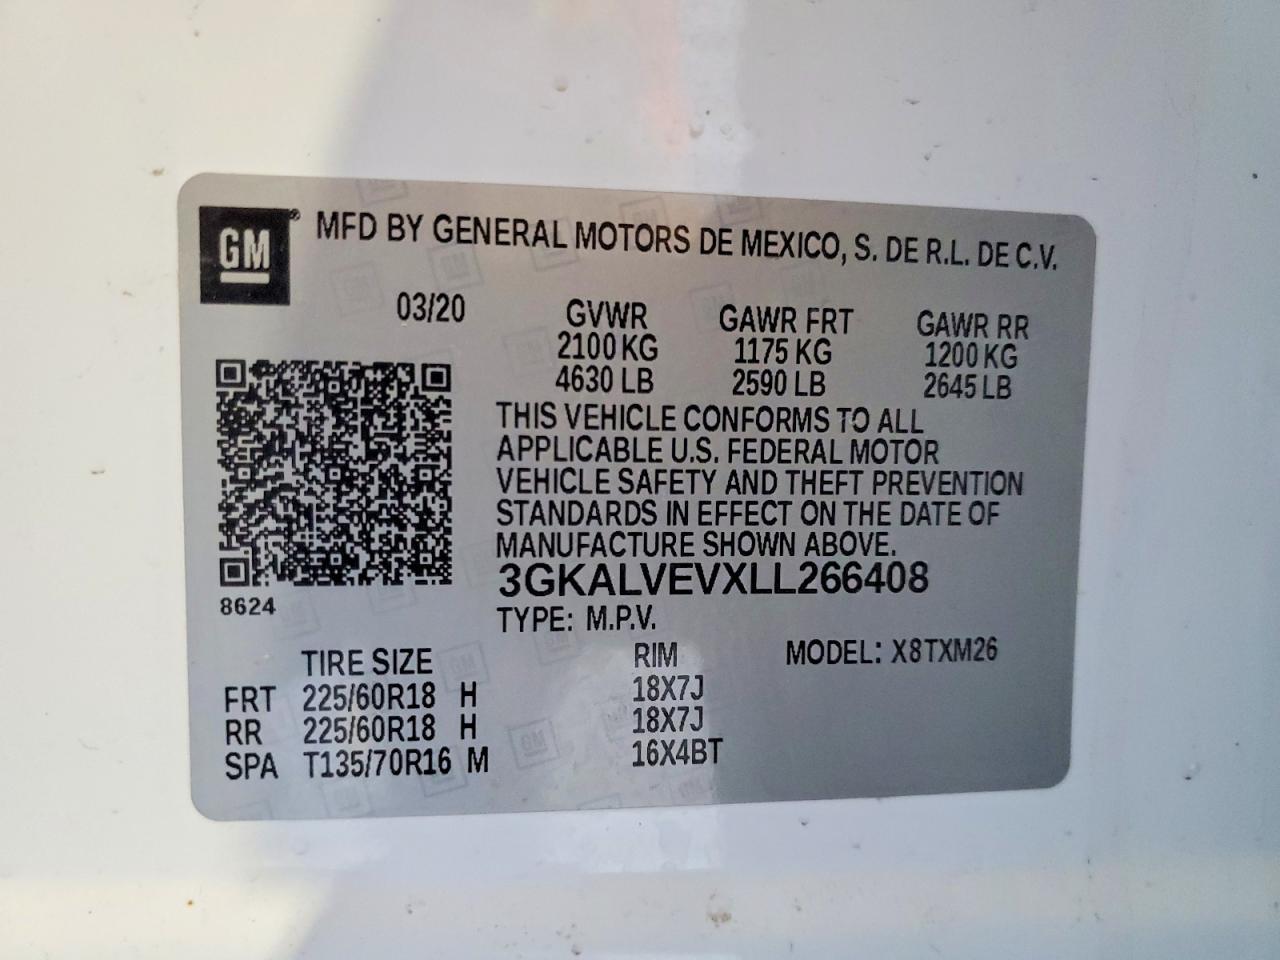 GM® MFD BY GENERAL MOTORS DE MEXICO, S. DE R.L. DE C.V.
03/20 GVWR GAWR FRT GAWR RR
2100 KG 1175 KG 1200 KG
4630 LB 2590 LB 2645 LB
THIS VEHICLE CONFORMS TO ALL
APPLICABLE U.S. FEDERAL MOTOR
VEHICLE SAFETY AND THEFT PREVENTION
STANDARDS IN EFFECT ON THE DATE OF
MANUFACTURE SHOWN ABOVE.
3GKALVEVXLL266408
8624
TYPE: M.P.V.
TIRE SIZE RIM MODEL: X8TXM26
FRT 225/60R18 H 18X7J
RR 225/60R18 H 18X7J
SPA T135/70R16 M 16X4BT